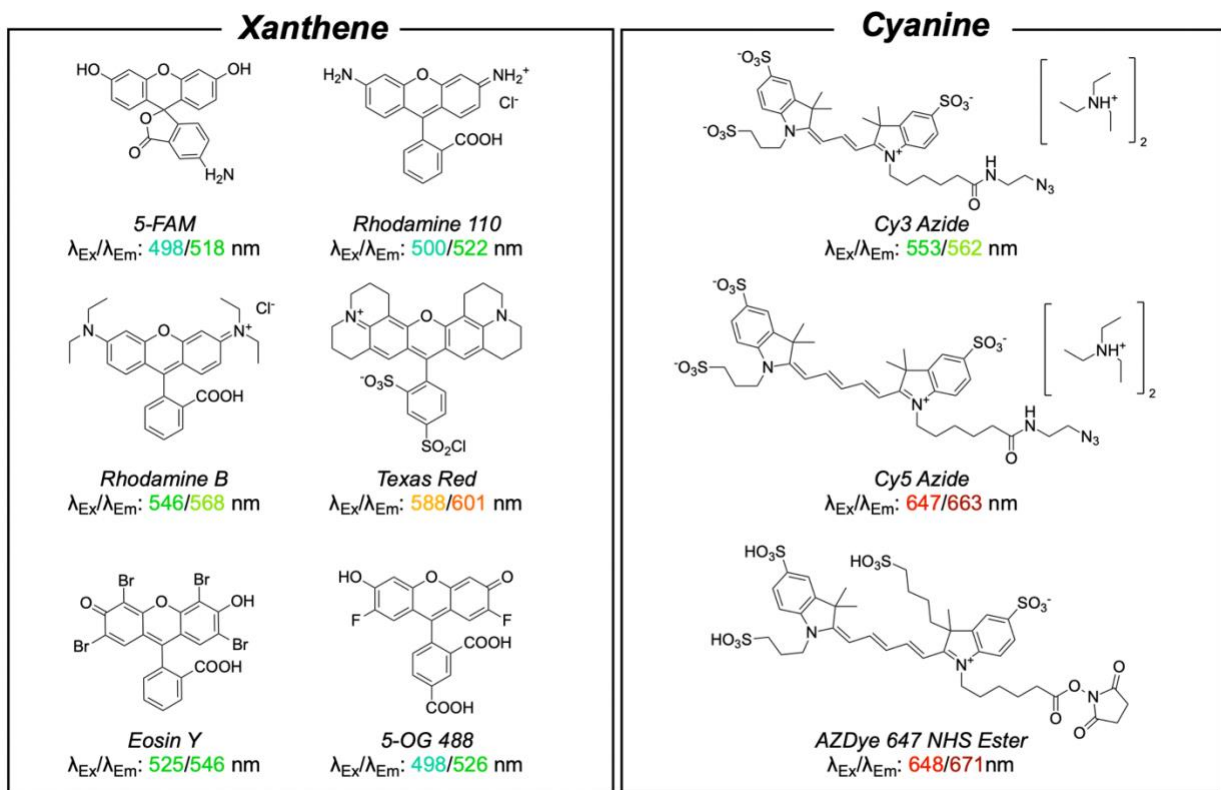 Xanthene
HO O OH
O
O
H₂N
5-FAM
λEx/λEm: 498/518 nm
H₂N O NH₂⁺
Cl⁻
COOH
Rhodamine 110
λEx/λEm: 500/522 nm
N O N⁺ Cl⁻
COOH
Rhodamine B
λEx/λEm: 546/568 nm
N⁺ O N
⁻O₃S
SO₂Cl
Texas Red
λEx/λEm: 588/601 nm
Br Br
O O OH
Br Br
COOH
Eosin Y
λEx/λEm: 525/546 nm
HO O O
F F
COOH
COOH
5-OG 488
λEx/λEm: 498/526 nm
Cyanine
⁻O₃S
SO₃⁻
⁻O₃S N
N⁺
H
N
O
N₃
NH⁺
2
Cy3 Azide
λEx/λEm: 553/562 nm
⁻O₃S
SO₃⁻
⁻O₃S N
N⁺
H
N
O
N₃
NH⁺
2
Cy5 Azide
λEx/λEm: 647/663 nm
HO₃S
HO₃S
SO₃⁻
HO₃S N
N⁺
O O
N
O O
AZDye 647 NHS Ester
λEx/λEm: 648/671nm